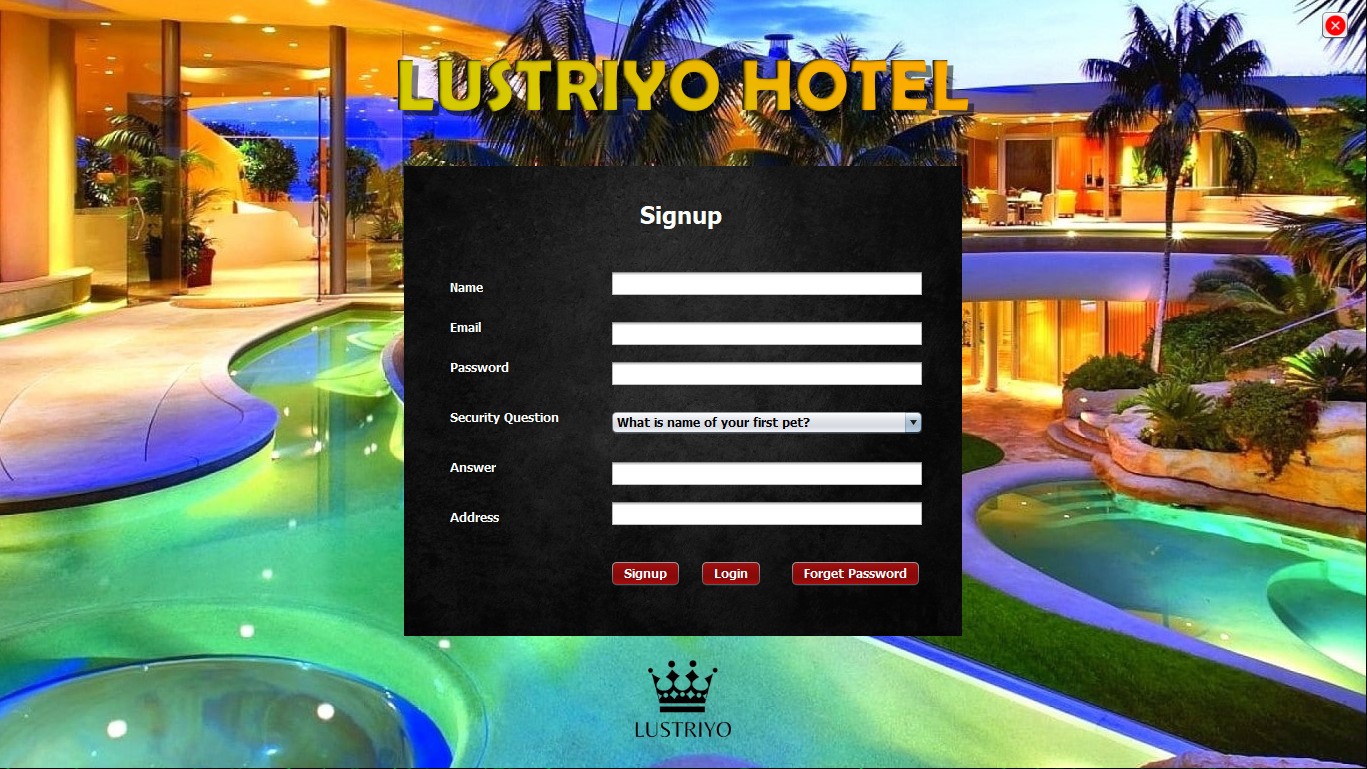 LUSTRIYO HOTEL
Signup
Name
Email
Password
Security Question
What is name of your first pet?
Answer
Address
Signup Login Forget Password
LUSTRIYO